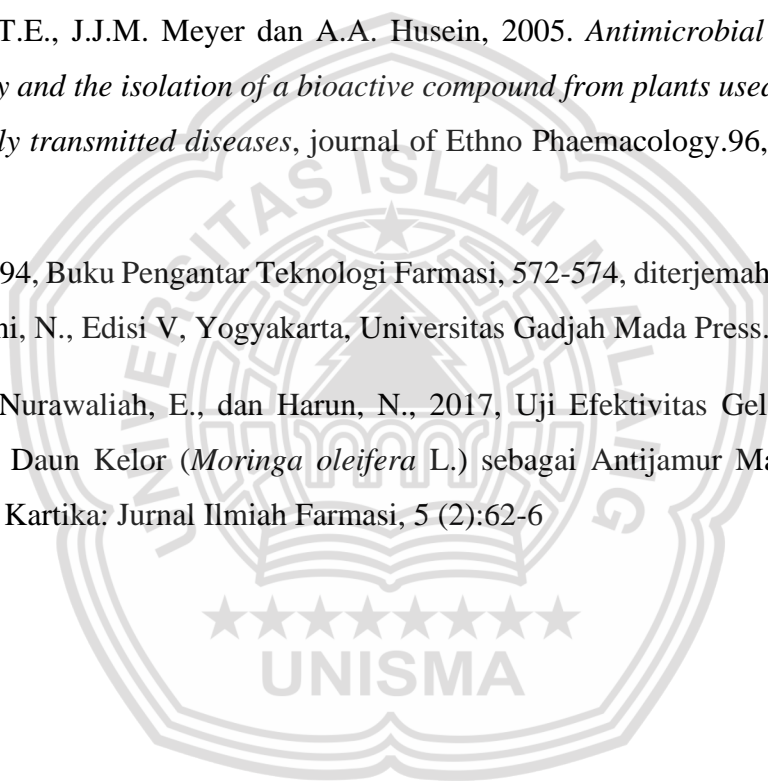 T.E., J.J.M. Meyer dan A.A. Husein, 2005. Antimicrobial
y and the isolation of a bioactive compound from plants used
ly transmitted diseases, journal of Ethno Phaemacology.96,
94, Buku Pengantar Teknologi Farmasi, 572-574, diterjemah
ni, N., Edisi V, Yogyakarta, Universitas Gadjah Mada Press.
Nurawaliah, E., dan Harun, N., 2017, Uji Efektivitas Gel
Daun Kelor (Moringa oleifera L.) sebagai Antijamur Ma
Kartika: Jurnal Ilmiah Farmasi, 5 (2):62-6
UNIVERSITAS ISLAM MALANG
UNISMA